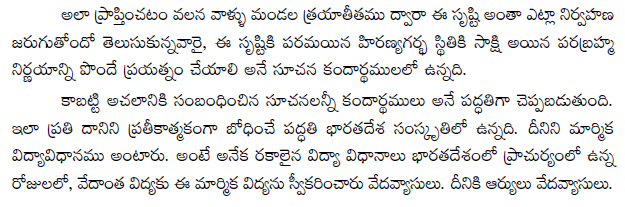 అలా ప్రాప్తించటం వలన వాళ్ళు మండల త్రయాతీతము ద్వారా ఈ సృష్టి అంతా ఎట్లా నిర్వహణ
జరుగుతోందో తెలుసుకున్నవారై, ఈ సృష్టికి పరమయిన హిరణ్యగర్భ స్థితికి సాక్షి అయిన పరబ్రహ్మ
నిర్ణయాన్ని పొందే ప్రయత్నం చేయాలి అనే సూచన కందార్థములలో ఉన్నది.
కాబట్టి అచలానికి సంబంధించిన సూచనలన్నీ కందార్థములు అనే పద్ధతిగా చెప్పబడుతుంది.
ఇలా ప్రతి దానిని ప్రతీకాత్మకంగా బోధించే పద్ధతి భారతదేశ సంస్కృతిలో ఉన్నది. దీనిని మార్మిక
విద్యావిధానము అంటారు. అంటే అనేక రకాలైన విద్యా విధానాలు భారతదేశంలో ప్రాచుర్యంలో ఉన్న
రోజులలో, వేదాంత విద్యకు ఈ మార్మిక విద్యను స్వీకరించారు వేదవ్యాసులు. దీనికి ఆర్యులు వేదవ్యాసులు.